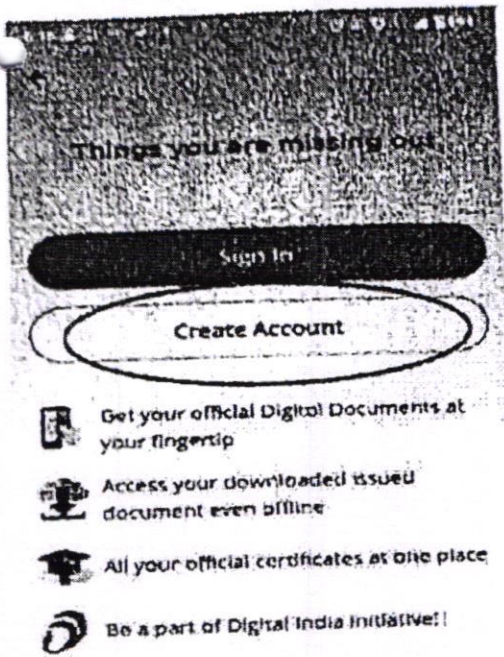 Things you are missing out
Sign In
Create Account
Get your official Digital Documents at
your fingertip
Access your downloaded issued
document even offline
All your official certificates at one place
Be a part of Digital India Initiative!!